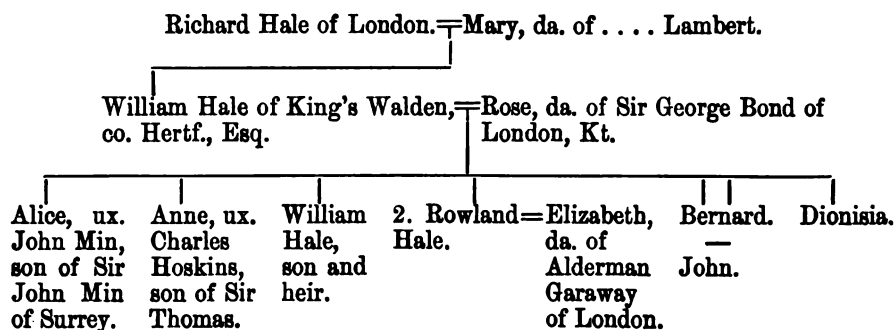 Richard Hale of London.=Mary, da. of .... Lambert.
William Hale of King's Walden,=Rose, da. of Sir George Bond of
co. Hertf., Esq.
London, Kt.
Alice, ux.
John Min,
son of Sir
John Min
of Surrey.
Anne, ux.
Charles
Hoskins,
son of Sir
Thomas.
William
Hale,
son and
heir.
2. Rowland=Elizabeth,
Hale.
da. of
Alderman
Garaway
of London.
Bernard.
—
John.
Dionisia.